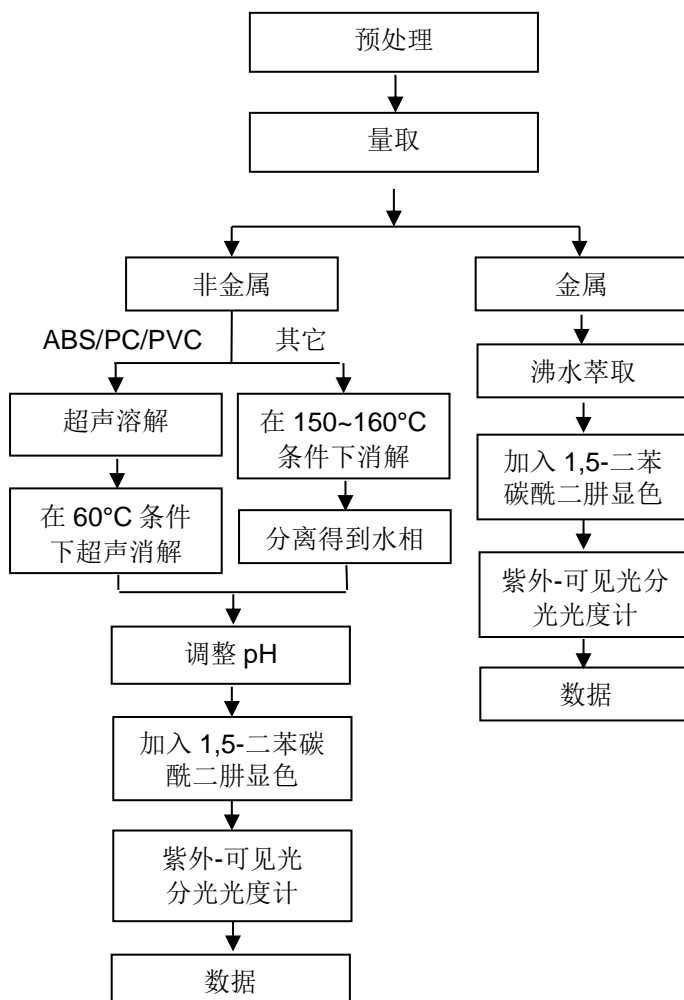 预处理
量取
非金属
金属
ABS/PC/PVC
其它
超声溶解
在 60°C 条件
下超声消解
在 150~160°C
条件下消解
分离得到水相
调整 pH
加入 1,5-二苯碳
酰二肼显色
紫外-可见光
分光光度计
数据
沸水萃取
加入 1,5-二苯
碳酰二肼显色
紫外-可见光分
光光度计
数据